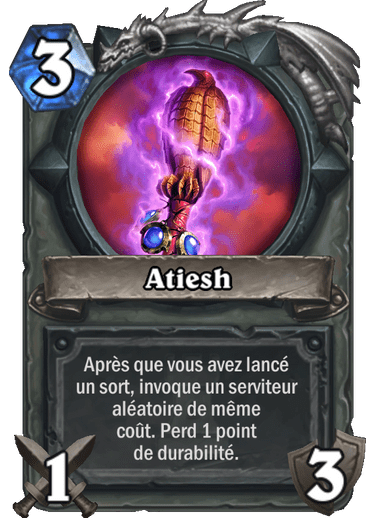 3
Atiesh
Après que vous avez lancé
un sort, invoque un serviteur
aléatoire de même
coût. Perd 1 point
de durabilité.
1
3